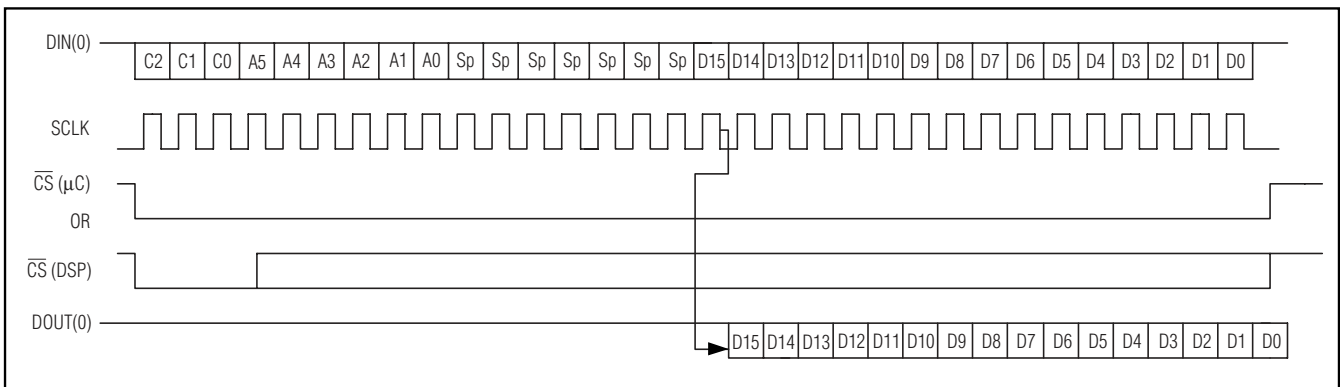 DIN(0)
C2 C1 C0 A5 A4 A3 A2 A1 A0 Sp Sp Sp Sp Sp Sp Sp D15 D14 D13 D12 D11 D10 D9 D8 D7 D6 D5 D4 D3 D2 D1 D0
SCLK
C̅S̅ (μC)
OR
C̅S̅ (DSP)
DOUT(0)
D15 D14 D13 D12 D11 D10 D9 D8 D7 D6 D5 D4 D3 D2 D1 D0